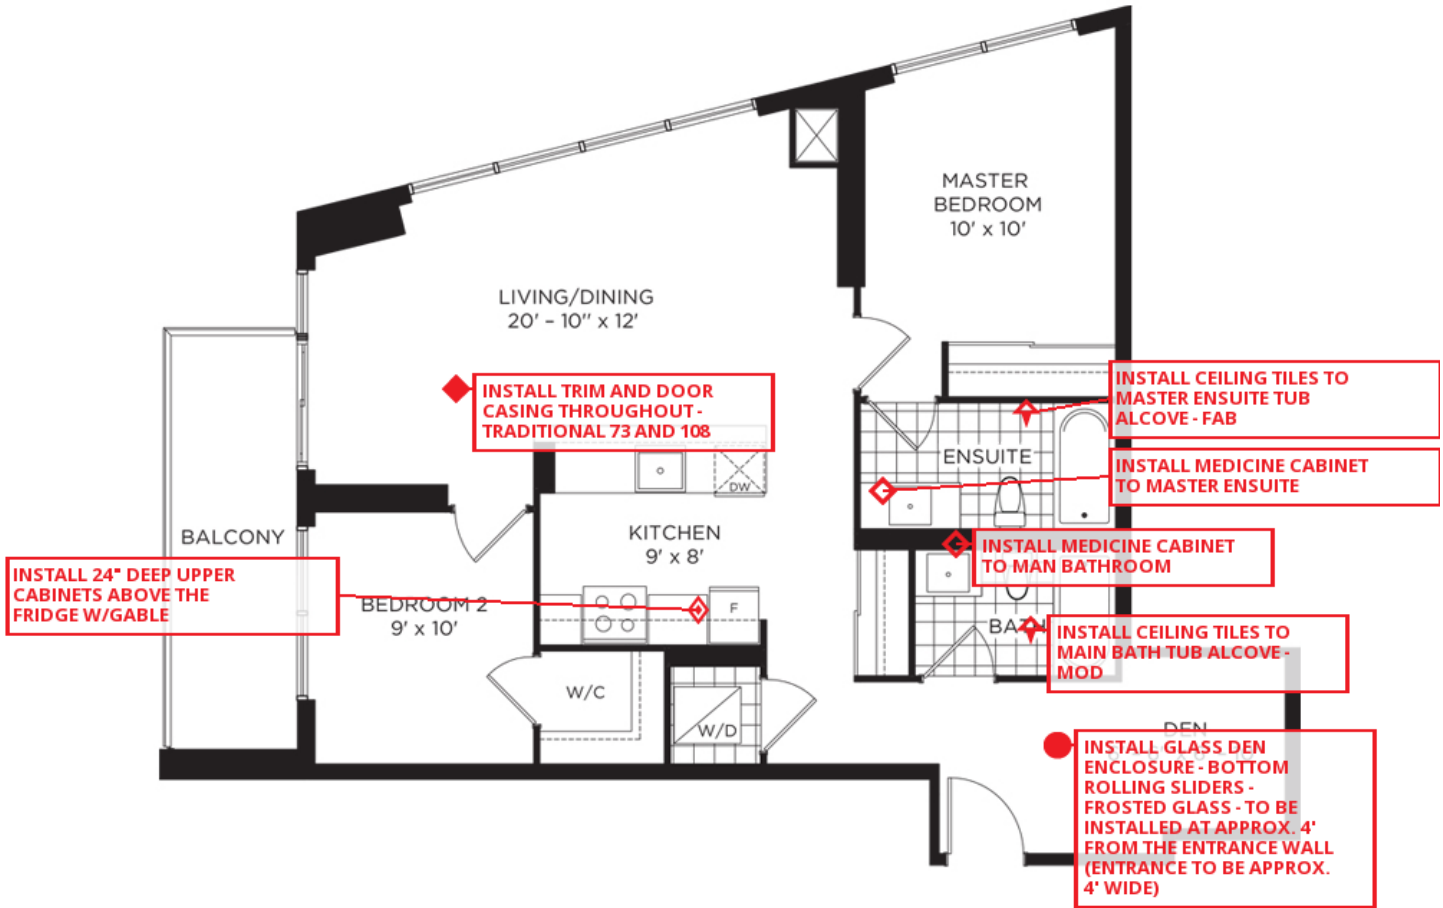 MASTER
BEDROOM
10' x 10'
LIVING/DINING
20' - 10" x 12'
INSTALL TRIM AND DOOR
CASING THROUGHOUT -
TRADITIONAL 73 AND 108
INSTALL CEILING TILES TO
MASTER ENSUITE TUB
ALCOVE - FAB
ENSUITE
INSTALL MEDICINE CABINET
TO MASTER ENSUITE
DW
BALCONY
KITCHEN
9' x 8'
INSTALL MEDICINE CABINET
TO MAN BATHROOM
INSTALL 24" DEEP UPPER
CABINETS ABOVE THE
FRIDGE W/GABLE
BEDROOM 2
9' x 10'
F
BATH
INSTALL CEILING TILES TO
MAIN BATH TUB ALCOVE -
MOD
W/C
W/D
DEN
INSTALL GLASS DEN
ENCLOSURE - BOTTOM
ROLLING SLIDERS -
FROSTED GLASS - TO BE
INSTALLED AT APPROX. 4'
FROM THE ENTRANCE WALL
(ENTRANCE TO BE APPROX.
4' WIDE)